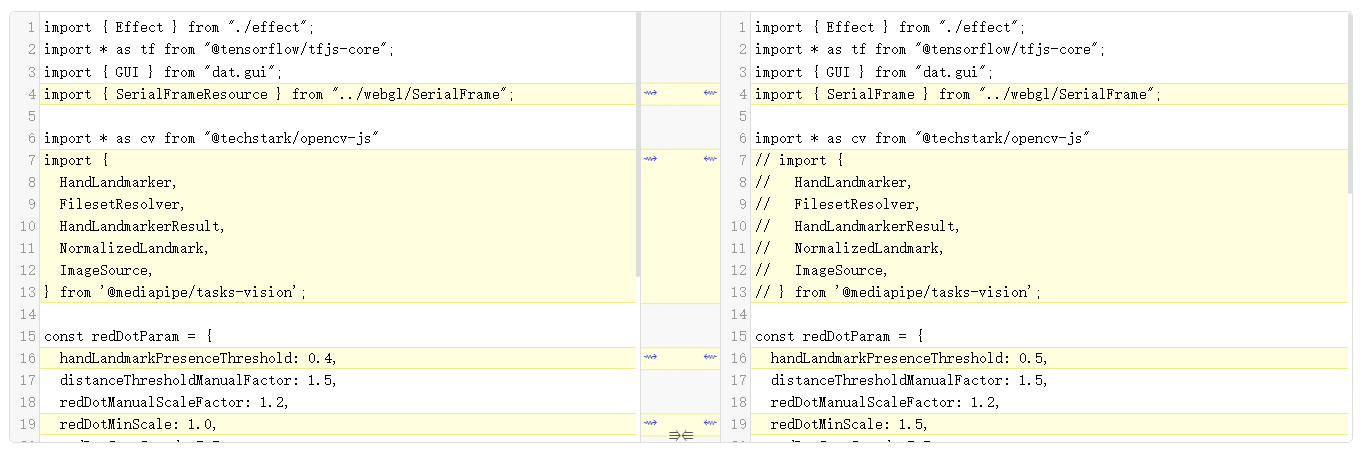 1 import { Effect } from "./effect";
2 import * as tf from "@tensorflow/tfjs-core";
3 import { GUI } from "dat.gui";
4 import { SerialFrameResource } from "../webgl/SerialFrame";
5
6 import * as cv from "@techstark/opencv-js"
7 import {
8   HandLandmarker,
9   FilesetResolver,
10   HandLandmarkerResult,
11   NormalizedLandmark,
12   ImageSource,
13 } from '@mediapipe/tasks-vision';
14
15 const redDotParam = {
16   handLandmarkPresenceThreshold: 0.4,
17   distanceThresholdManualFactor: 1.5,
18   redDotManualScaleFactor: 1.2,
19   redDotMinScale: 1.0,
1 import { Effect } from "./effect";
2 import * as tf from "@tensorflow/tfjs-core";
3 import { GUI } from "dat.gui";
4 import { SerialFrame } from "../webgl/SerialFrame";
5
6 import * as cv from "@techstark/opencv-js"
7 // import {
8 //   HandLandmarker,
9 //   FilesetResolver,
10 //   HandLandmarkerResult,
11 //   NormalizedLandmark,
12 //   ImageSource,
13 // } from '@mediapipe/tasks-vision';
14
15 const redDotParam = {
16   handLandmarkPresenceThreshold: 0.5,
17   distanceThresholdManualFactor: 1.5,
18   redDotManualScaleFactor: 1.2,
19   redDotMinScale: 1.5,